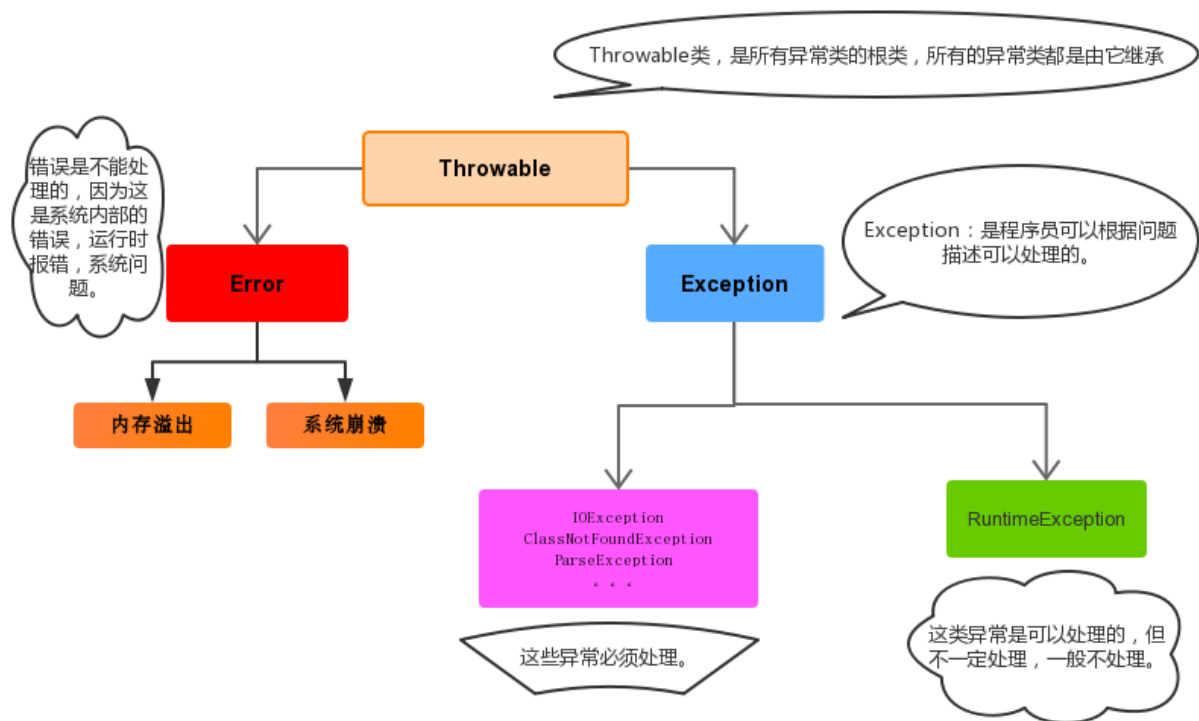 Throwable类，是所有异常类的根类，所有的异常类都是由它继承
Throwable
错误是不能处
理的，因为这
是系统内部的
错误，运行时
报错，系统问
题。
Exception：是程序员可以根据问题
描述可以处理的。
Error
Exception
内存溢出
系统崩溃
IOException
ClassNotFoundException
ParseException
。。。
RuntimeException
这些异常必须处理。
这类异常是可以处理的，但
不一定处理，一般不处理。